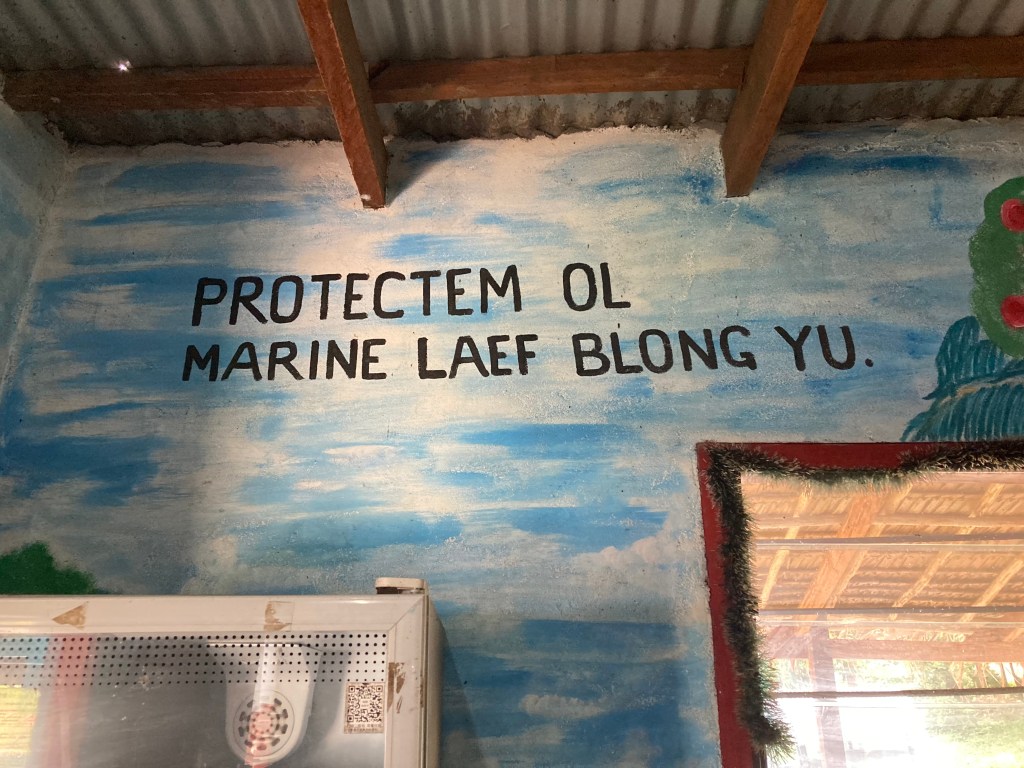 PROTECTEM OL
MARINE LAEF BLONG YU.